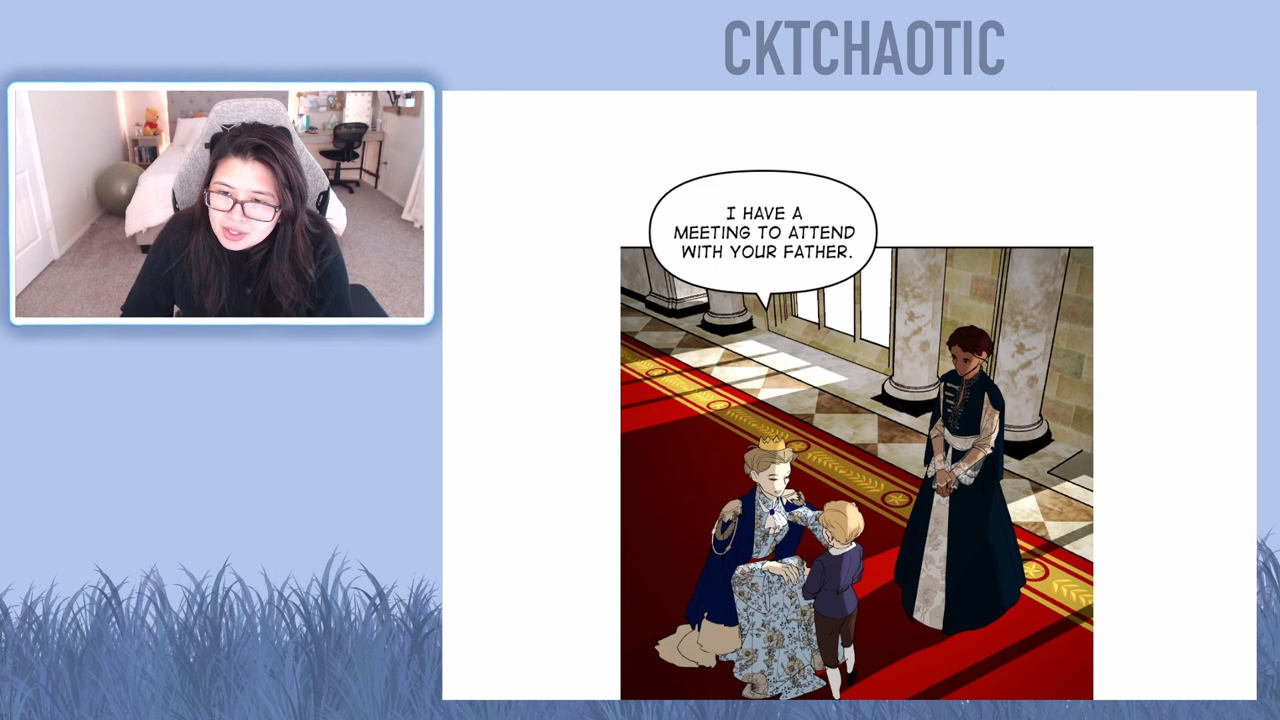 CKTCHAOTIC
I HAVE A
MEETING TO ATTEND
WITH YOUR FATHER.